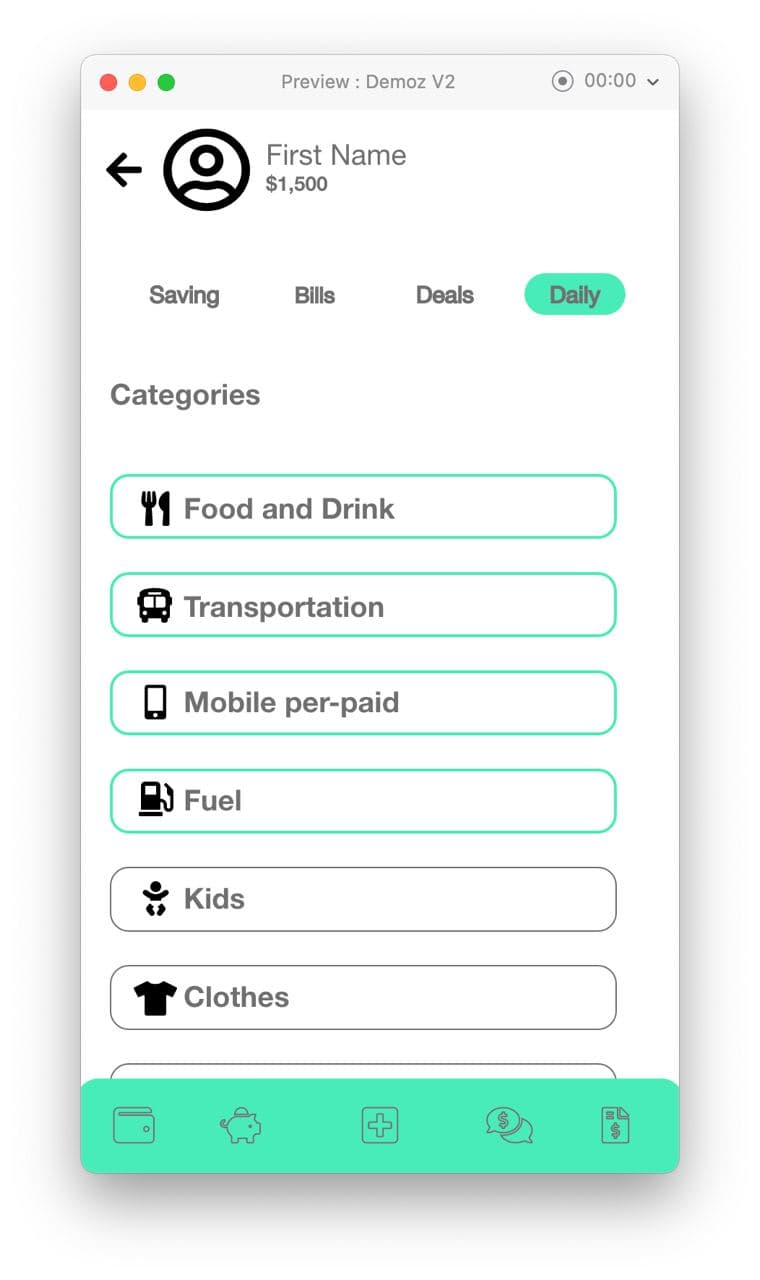 Preview : Demoz V2
00:00
First Name
$1,500
Saving Bills Deals Daily
Categories
Food and Drink
Transportation
Mobile per-paid
Fuel
Kids
Clothes
$ $